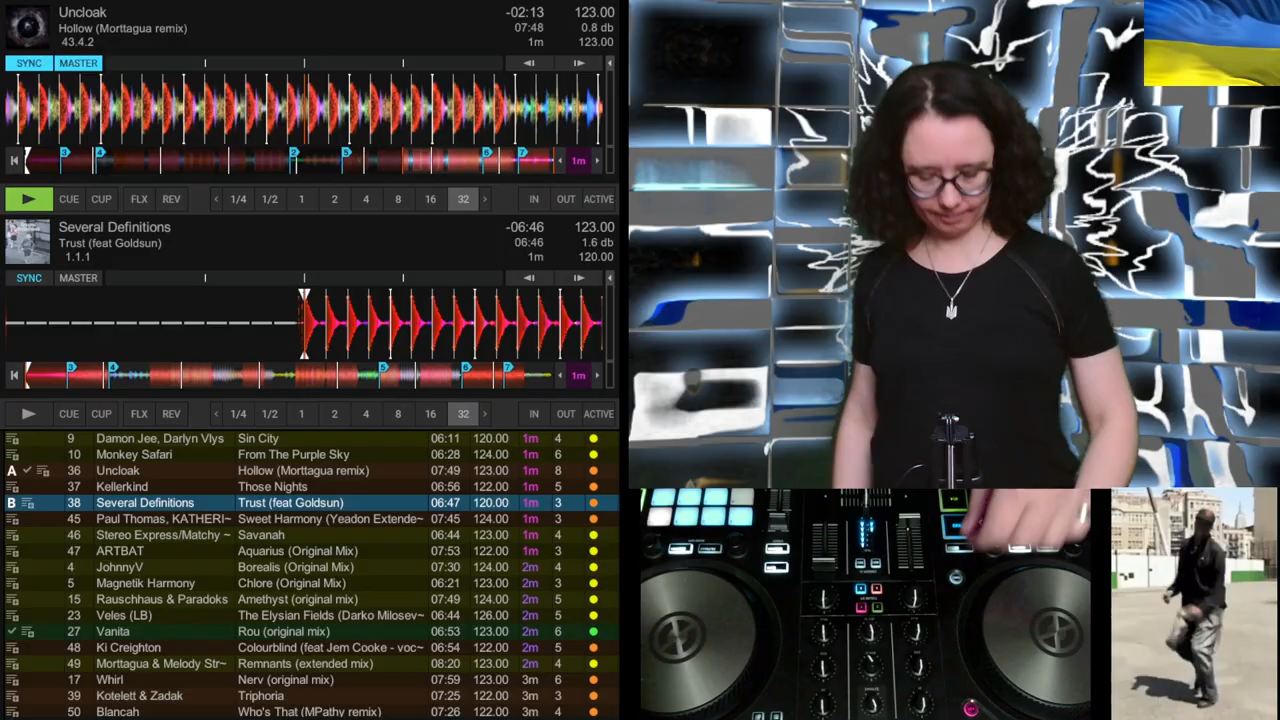 Uncloak -02:13 123.00
Hollow (Morttagua remix) 07:48 0.8 db
43.4.2 1m 123.00
SYNC MASTER
3 4 2 5 6 7 1m
CUE CUP FLX REV < 1/4 1/2 1 2 4 8 16 32 > IN OUT ACTIVE
Several Definitions -06:46 123.00
Trust (feat Goldsun) 06:46 1.6 db
1.1.1 1m 120.00
SYNC MASTER
3 4 5 6 7 1m
CUE CUP FLX REV < 1/4 1/2 1 2 4 8 16 32 > IN OUT ACTIVE
9 Damon Jee, Darlyn Vlys Sin City 06:11 120.00 1m 4
10 Monkey Safari From The Purple Sky 06:28 124.00 1m 6
A 36 Uncloak Hollow (Morttagua remix) 07:49 123.00 1m 8
37 Kellerkind Those Nights 06:56 122.00 1m 5
B 38 Several Definitions Trust (feat Goldsun) 06:47 120.00 1m 3
45 Paul Thomas, KATHERI~ Sweet Harmony (Yeadon Extende~ 07:45 124.00 1m 3
46 Stereo Express/Matchy ~ Savanah 06:44 123.00 1m 4
47 ARTBAT Aquarius (Original Mix) 07:53 123.00 1m 3
4 JohnnyV Borealis (Original Mix) 07:30 123.00 2m 4
5 Magnetik Harmony Chlore (Original Mix) 06:21 123.00 2m 3
15 Rauschhaus & Paradoks Amethyst (original mix) 07:49 124.00 2m 5
23 Veles (LB) The Elysian Fields (Darko Milosev~ 06:44 126.00 2m 5
27 Vanita Rou (original mix) 06:53 123.00 2m 6
48 Ki Creighton Colourblind (feat Jem Cooke - voc~ 06:54 122.00 2m 5
49 Morttagua & Melody Str~ Remnants (extended mix) 08:20 123.00 2m 4
17 Whirl Nerv (original mix) 07:59 123.00 3m 6
39 Kotelett & Zadak Triphoria 07:25 122.00 3m 3
50 Blancah Who's That (MPathy remix) 07:26 122.00 3m 4